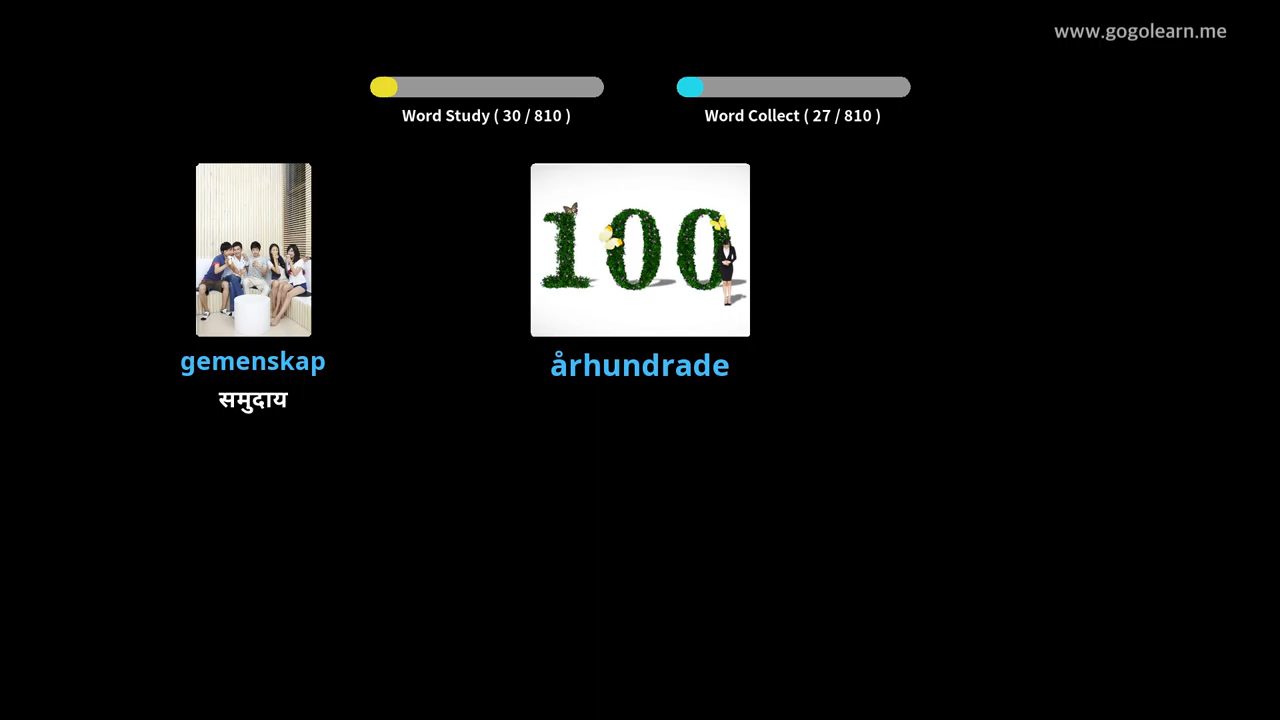 www.gogolearn.me
Word Study ( 30 / 810 )
Word Collect ( 27 / 810 )
100
gemenskap
århundrade
समुदाय